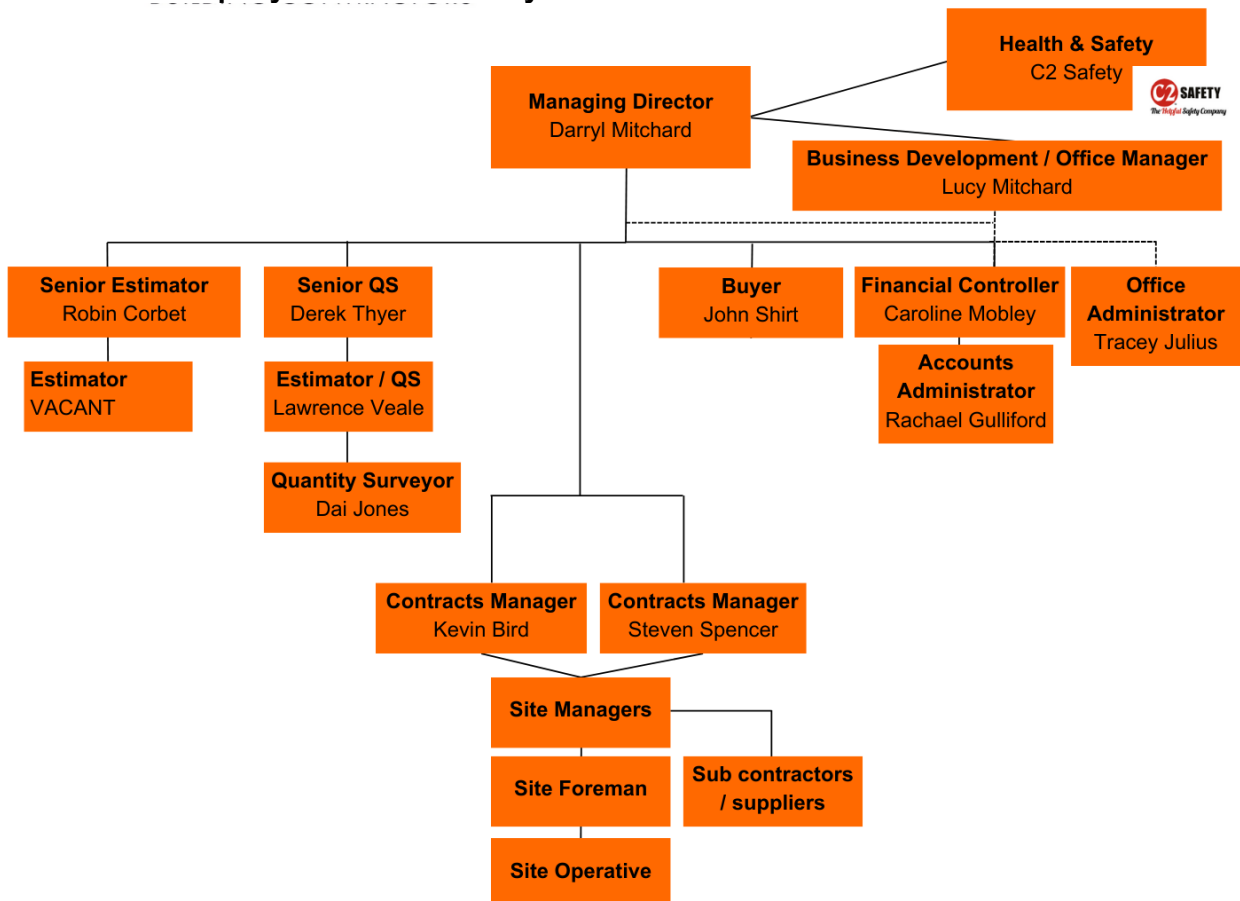 Health & Safety
C2 Safety
C2 SAFETY
The Helpful Safety Company
Managing Director
Darryl Mitchard
Business Development / Office Manager
Lucy Mitchard
Senior Estimator
Robin Corbet
Senior QS
Derek Thyer
Buyer
John Shirt
Financial Controller
Caroline Mobley
Office
Administrator
Tracey Julius
Estimator
VACANT
Estimator / QS
Lawrence Veale
Accounts
Administrator
Rachael Gulliford
Quantity Surveyor
Dai Jones
Contracts Manager
Kevin Bird
Contracts Manager
Steven Spencer
Site Managers
Site Foreman
Sub contractors
/ suppliers
Site Operative